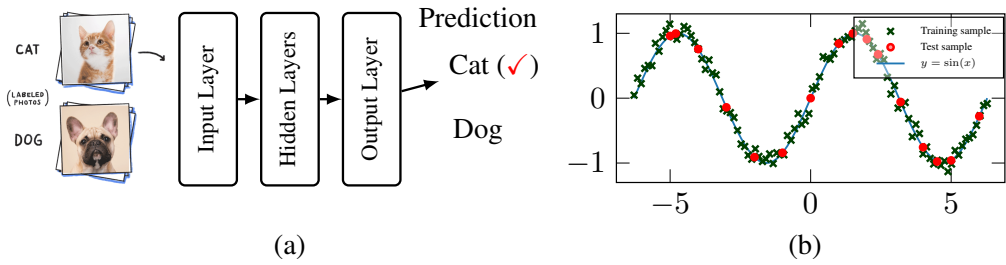 CAT
(LABELED
PHOTOS)
DOG
Input Layer
Hidden Layers
Output Layer
Prediction
Cat (✓)
Dog
(a)
1
0
−1
−5
0
5
Training sample
Test sample
y = sin(x)
(b)